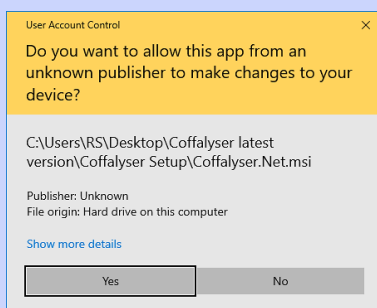 User Account Control
Do you want to allow this app from an
unknown publisher to make changes to your
device?
C:\Users\RS\Desktop\Coffalyser latest
version\Coffalyser Setup\Coffalyser.Net.msi
Publisher: Unknown
File origin: Hard drive on this computer
Show more details
Yes
No